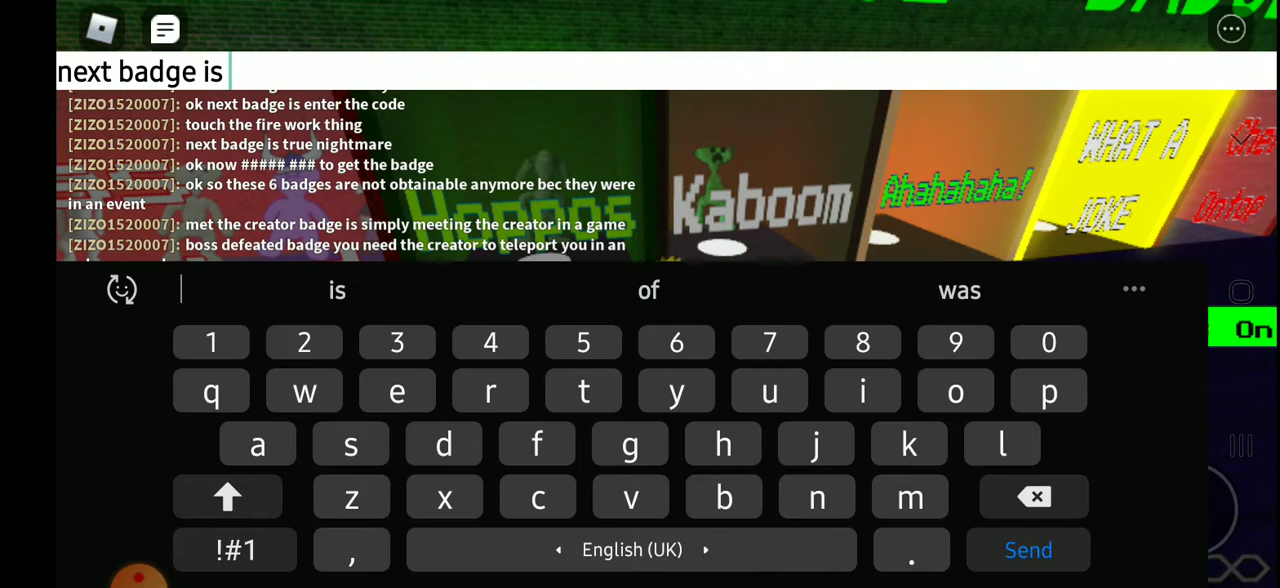 next badge is
[ZIZO1520007]: ok next badge is enter the code
[ZIZO1520007]: touch the fire work thing
[ZIZO1520007]: next badge is true nightmare
[ZIZO1520007]: ok now ##### ### to get the badge
[ZIZO1520007]: ok so these 6 badges are not obtainable anymore bec they were
in an event
[ZIZO1520007]: met the creator badge is simply meeting the creator in a game
[ZIZO1520007]: boss defeated badge you need the creator to teleport you in an
Kaboom
Ahahahaha!
WHAT A
JOKE
Ontop
On
is of was
1 2 3 4 5 6 7 8 9 0
q w e r t y u i o p
a s d f g h j k l
z x c v b n m
!#1 , English (UK) . Send